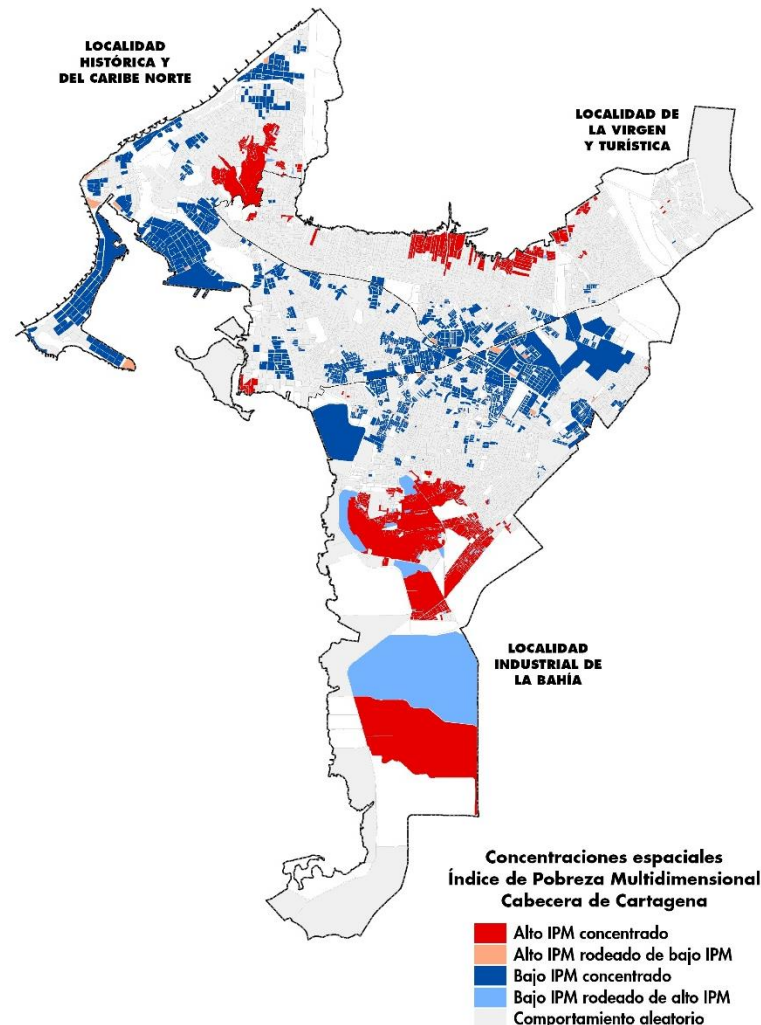 LOCALIDAD
HISTÓRICA Y
DEL CARIBE NORTE
LOCALIDAD DE
LA VIRGEN
Y TURÍSTICA
LOCALIDAD
INDUSTRIAL DE
LA BAHÍA
Concentraciones espaciales
Índice de Pobreza Multidimensional
Cabecera de Cartagena
Alto IPM concentrado
Alto IPM rodeado de bajo IPM
Bajo IPM concentrado
Bajo IPM rodeado de alto IPM
Comportamiento aleatorio